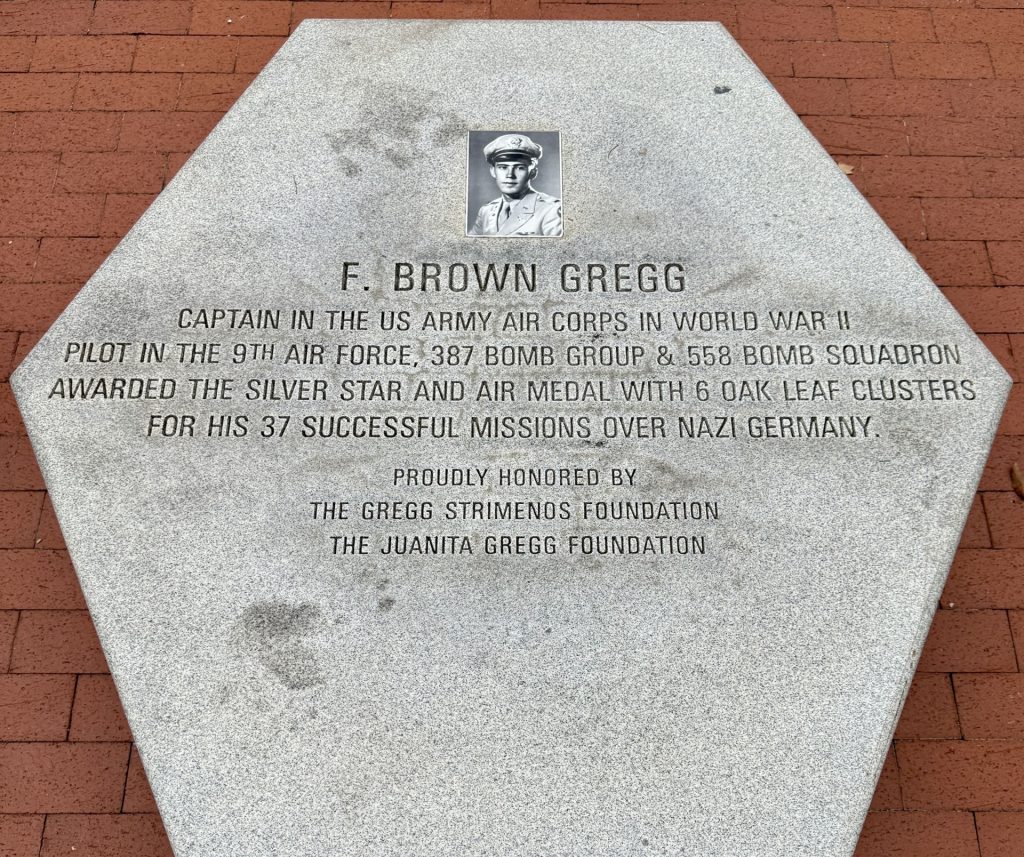 F. BROWN GREGG
CAPTAIN IN THE US ARMY AIR CORPS IN WORLD WAR II
PILOT IN THE 9TH AIR FORCE, 387 BOMB GROUP & 558 BOMB SQUADRON
AWARDED THE SILVER STAR AND AIR MEDAL WITH 6 OAK LEAF CLUSTERS
FOR HIS 37 SUCCESSFUL MISSIONS OVER NAZI GERMANY.
PROUDLY HONORED BY
THE GREGG STRIMENOS FOUNDATION
THE JUANITA GREGG FOUNDATION